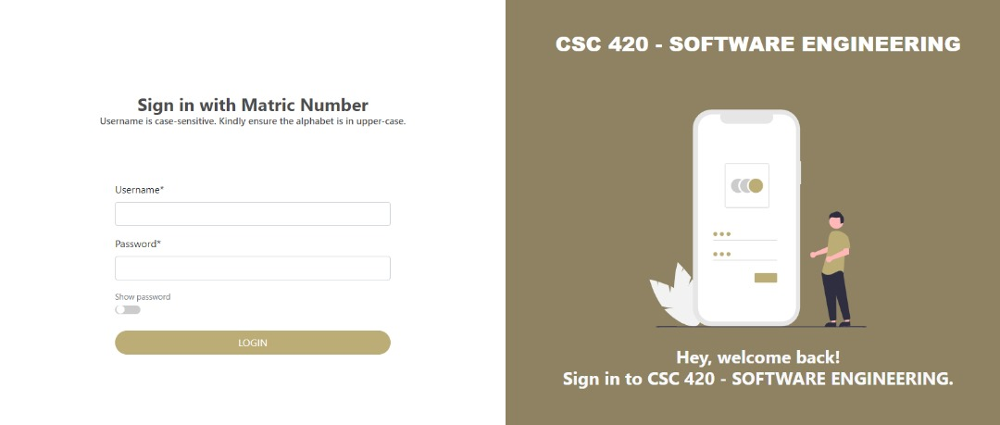 Sign in with Matric Number
Username is case-sensitive. Kindly ensure the alphabet is in upper-case.
Username*
Password*
Show password
LOGIN
CSC 420 - SOFTWARE ENGINEERING
Hey, welcome back!
Sign in to CSC 420 - SOFTWARE ENGINEERING.